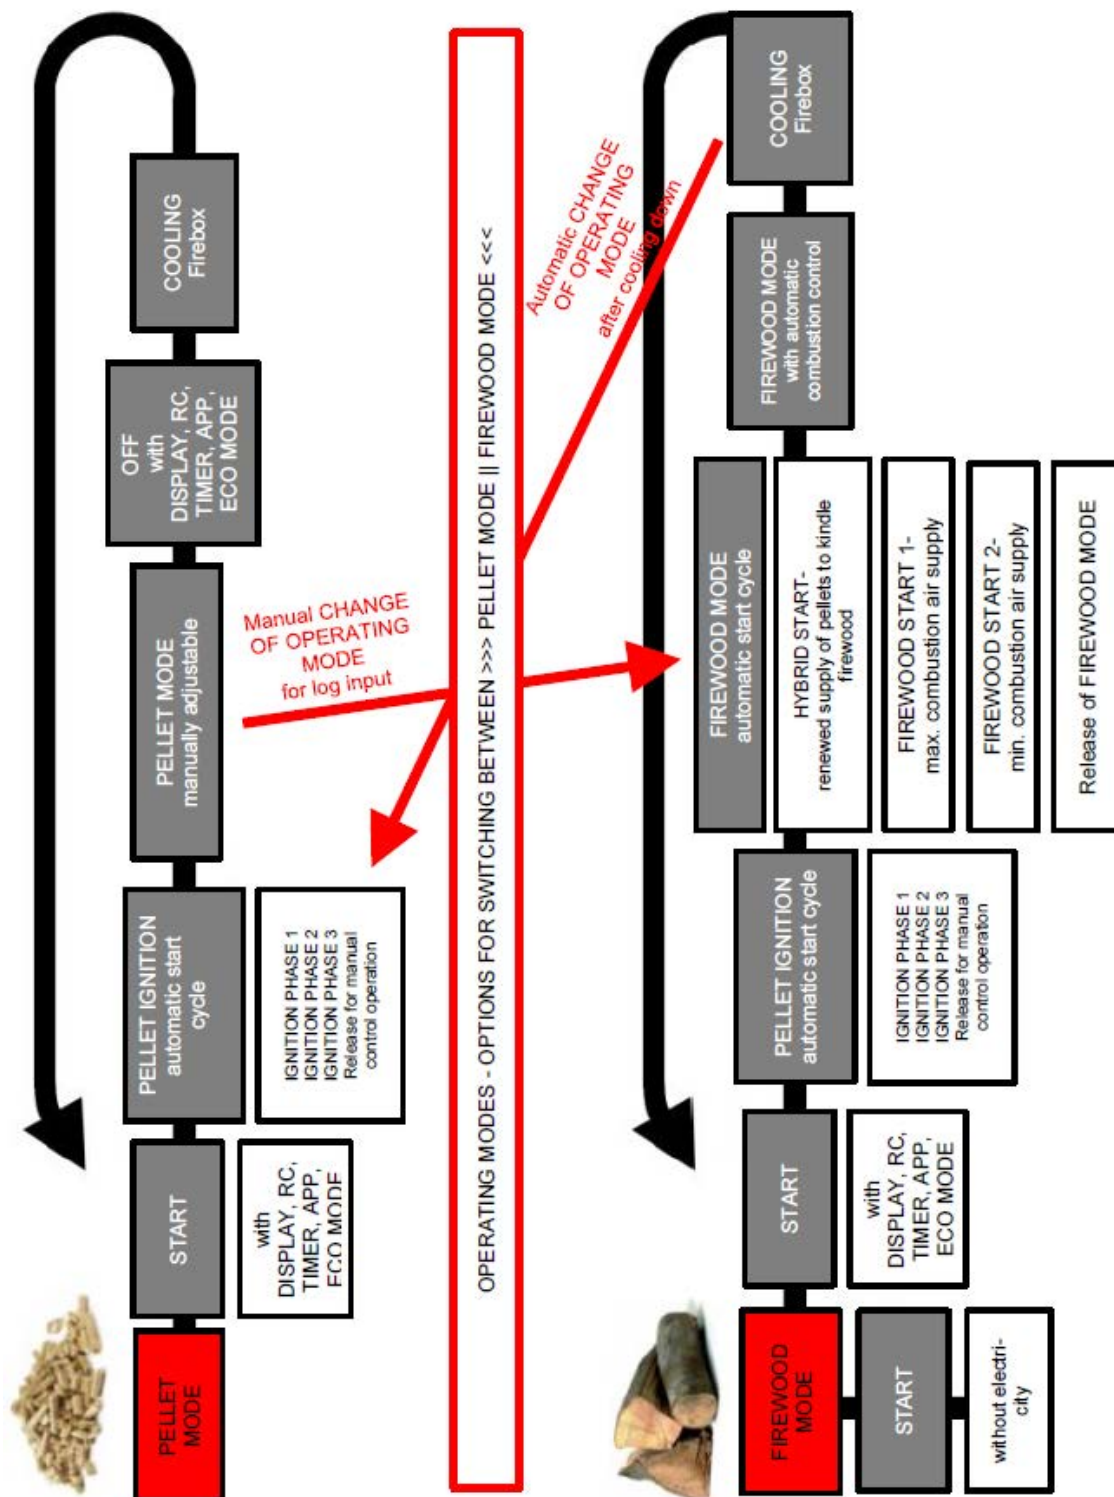 PELLET
MODE
START
with
DISPLAY, RC,
TIMER, APP,
ECO MODE
PELLET IGNITION
automatic start
cycle
IGNITION PHASE 1
IGNITION PHASE 2
IGNITION PHASE 3
Release for manual
control operation
PELLET MODE
manually adjustable
OFF
with
DISPLAY, RC,
TIMER, APP,
ECO MODE
COOLING
Firebox
Manual CHANGE
OF OPERATING
MODE
for log input
OPERATING MODES - OPTIONS FOR SWITCHING BETWEEN >>> PELLET MODE || FIREWOOD MODE <<<
Automatic CHANGE
OF OPERATING
MODE
after cooling down
FIREWOOD
MODE
START
without electri-
city
START
with
DISPLAY, RC,
TIMER, APP,
ECO MODE
PELLET IGNITION
automatic start cycle
IGNITION PHASE 1
IGNITION PHASE 2
IGNITION PHASE 3
Release for manual
control operation
FIREWOOD MODE
automatic start cycle
HYBRID START-
renewed supply of pellets to kindle
firewood
FIREWOOD START 1-
max. combustion air supply
FIREWOOD START 2-
min. combustion air supply
Release of FIREWOOD MODE
FIREWOOD MODE
with automatic
combustion control
COOLING
Firebox